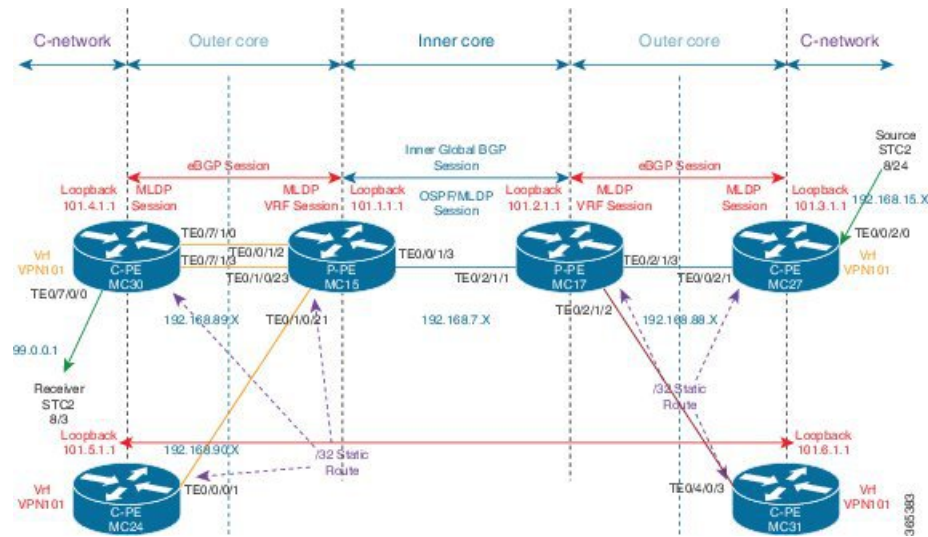 C-network
Outer core
Inner core
Outer core
C-network
Source
STC2
8/24
eBGP Session
Inner Global BGP
Session
eBGP Session
Loopback
101.4.1.1
MLDP
Session
MLDP
VRF Session
Loopback
101.1.1.1
OSPF/MLDP
Session
Loopback
101.2.1.1
MLDP
VRF Session
MLDP
Session
Loopback
101.3.1.1
192.168.15.X
TE0/7/1/0
TE0/0/1/2
TE0/7/1/3
TE0/1/0/23
TE0/0/1/3
TE0/2/1/1
TE0/2/1/3
TE0/0/2/1
TE0/0/2/0
Vrf
VPN101
C-PE
MC30
P-PE
MC15
P-PE
MC17
C-PE
MC27
Vrf
VPN101
TE0/7/0/0
192.168.89.X
TE0/1/0/21
192.168.7.X
TE0/2/1/2
192.168.88.X
99.0.0.1
Receiver
STC2
8/3
/32 Static
Route
Loopback
101.5.1.1
192.168.90.X
/32 Static
Route
Loopback
101.6.1.1
Vrf
VPN101
C-PE
MC24
TE0/0/0/1
TE0/4/0/3
C-PE
MC31
Vrf
VPN101
365383